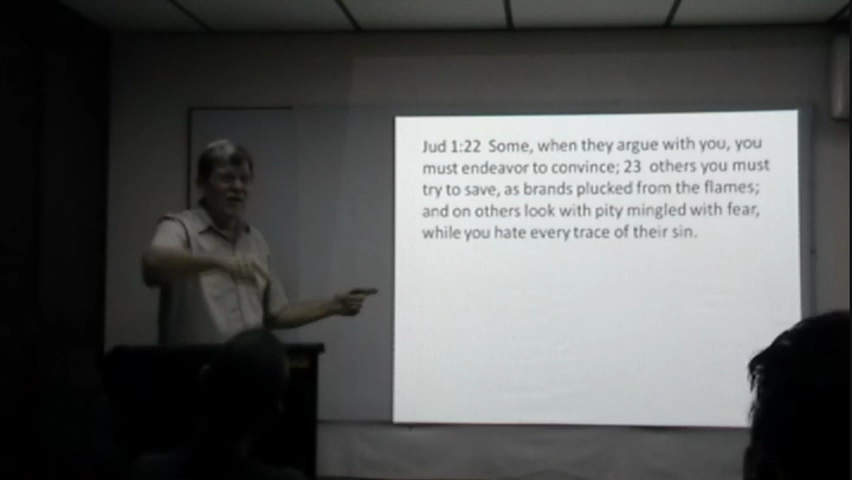 Jud 1:22 Some, when they argue with you, you
must endeavor to convince; 23 others you must
try to save, as brands plucked from the flames;
and on others look with pity mingled with fear,
while you hate every trace of their sin.